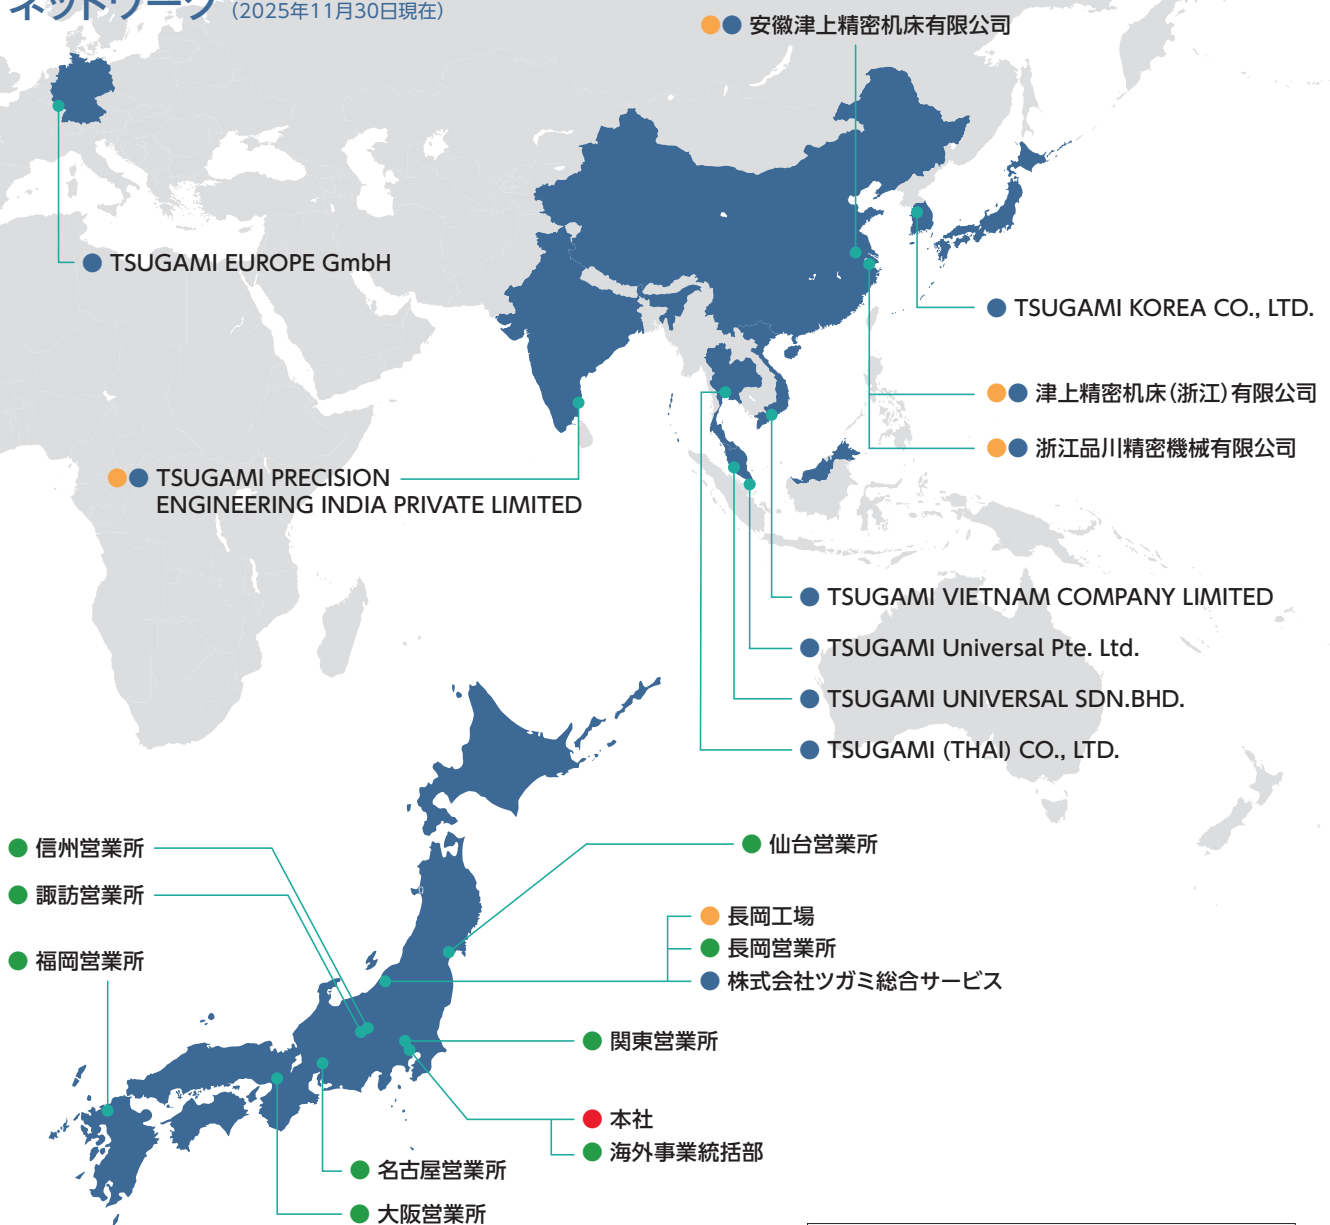 ネットワーク（2025年11月30日現在）
安徽津上精密机床有限公司
TSUGAMI EUROPE GmbH
TSUGAMI KOREA CO., LTD.
津上精密机床（浙江）有限公司
浙江品川精密機械有限公司
TSUGAMI PRECISION
ENGINEERING INDIA PRIVATE LIMITED
TSUGAMI VIETNAM COMPANY LIMITED
TSUGAMI Universal Pte. Ltd.
TSUGAMI UNIVERSAL SDN.BHD.
TSUGAMI (THAI) CO., LTD.
信州営業所
仙台営業所
諏訪営業所
長岡工場
長岡営業所
福岡営業所
株式会社ツガミ総合サービス
関東営業所
本社
海外事業統括部
名古屋営業所
大阪営業所